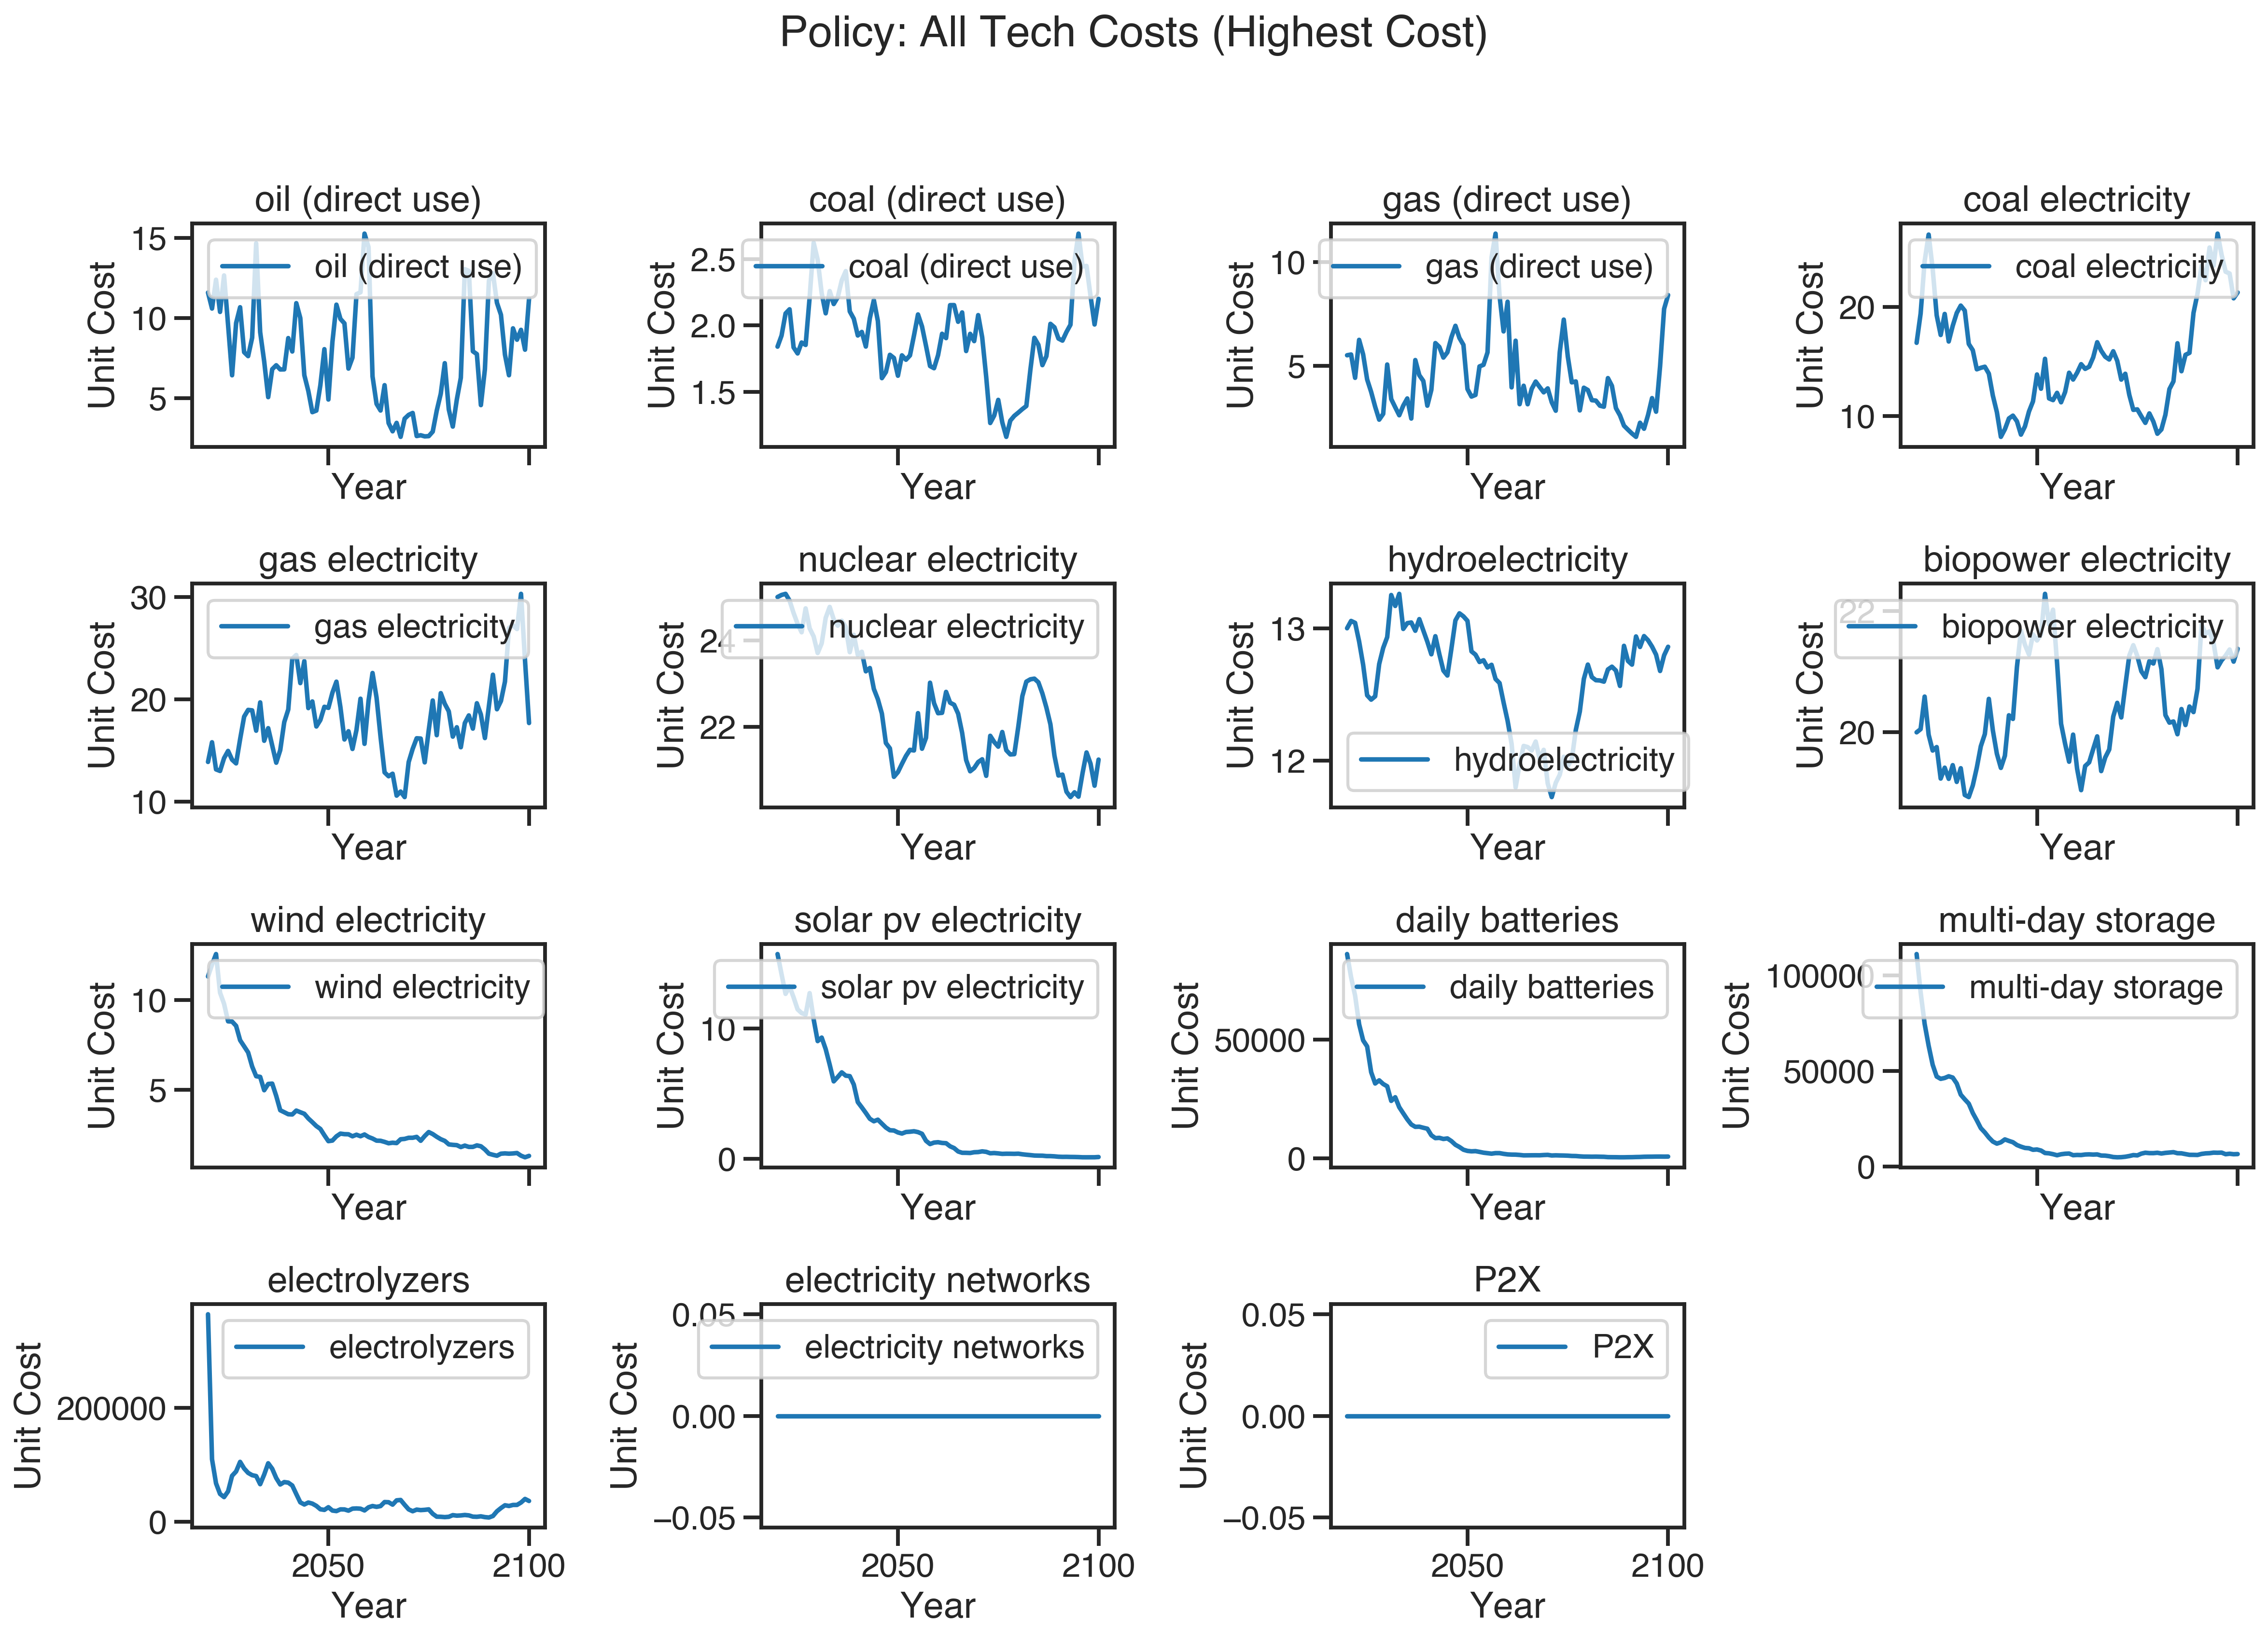 Policy: All Tech Costs (Highest Cost)
oil (direct use)
15
10
5
Unit Cost
oil (direct use)
Year
coal (direct use)
2.5
2.0
1.5
Unit Cost
coal (direct use)
Year
gas (direct use)
10
5
Unit Cost
gas (direct use)
Year
coal electricity
20
10
Unit Cost
coal electricity
Year
gas electricity
30
20
10
Unit Cost
gas electricity
Year
nuclear electricity
24
22
Unit Cost
nuclear electricity
Year
hydroelectricity
13
12
Unit Cost
hydroelectricity
Year
biopower electricity
22
20
Unit Cost
biopower electricity
Year
wind electricity
10
5
Unit Cost
wind electricity
Year
solar pv electricity
10
0
Unit Cost
solar pv electricity
Year
daily batteries
50000
0
Unit Cost
daily batteries
Year
multi-day storage
100000
50000
0
Unit Cost
multi-day storage
Year
electrolyzers
200000
0
Unit Cost
electrolyzers
2050 2100
Year
electricity networks
0.05
0.00
−0.05
Unit Cost
electricity networks
2050 2100
Year
P2X
0.05
0.00
−0.05
Unit Cost
P2X
2050 2100
Year